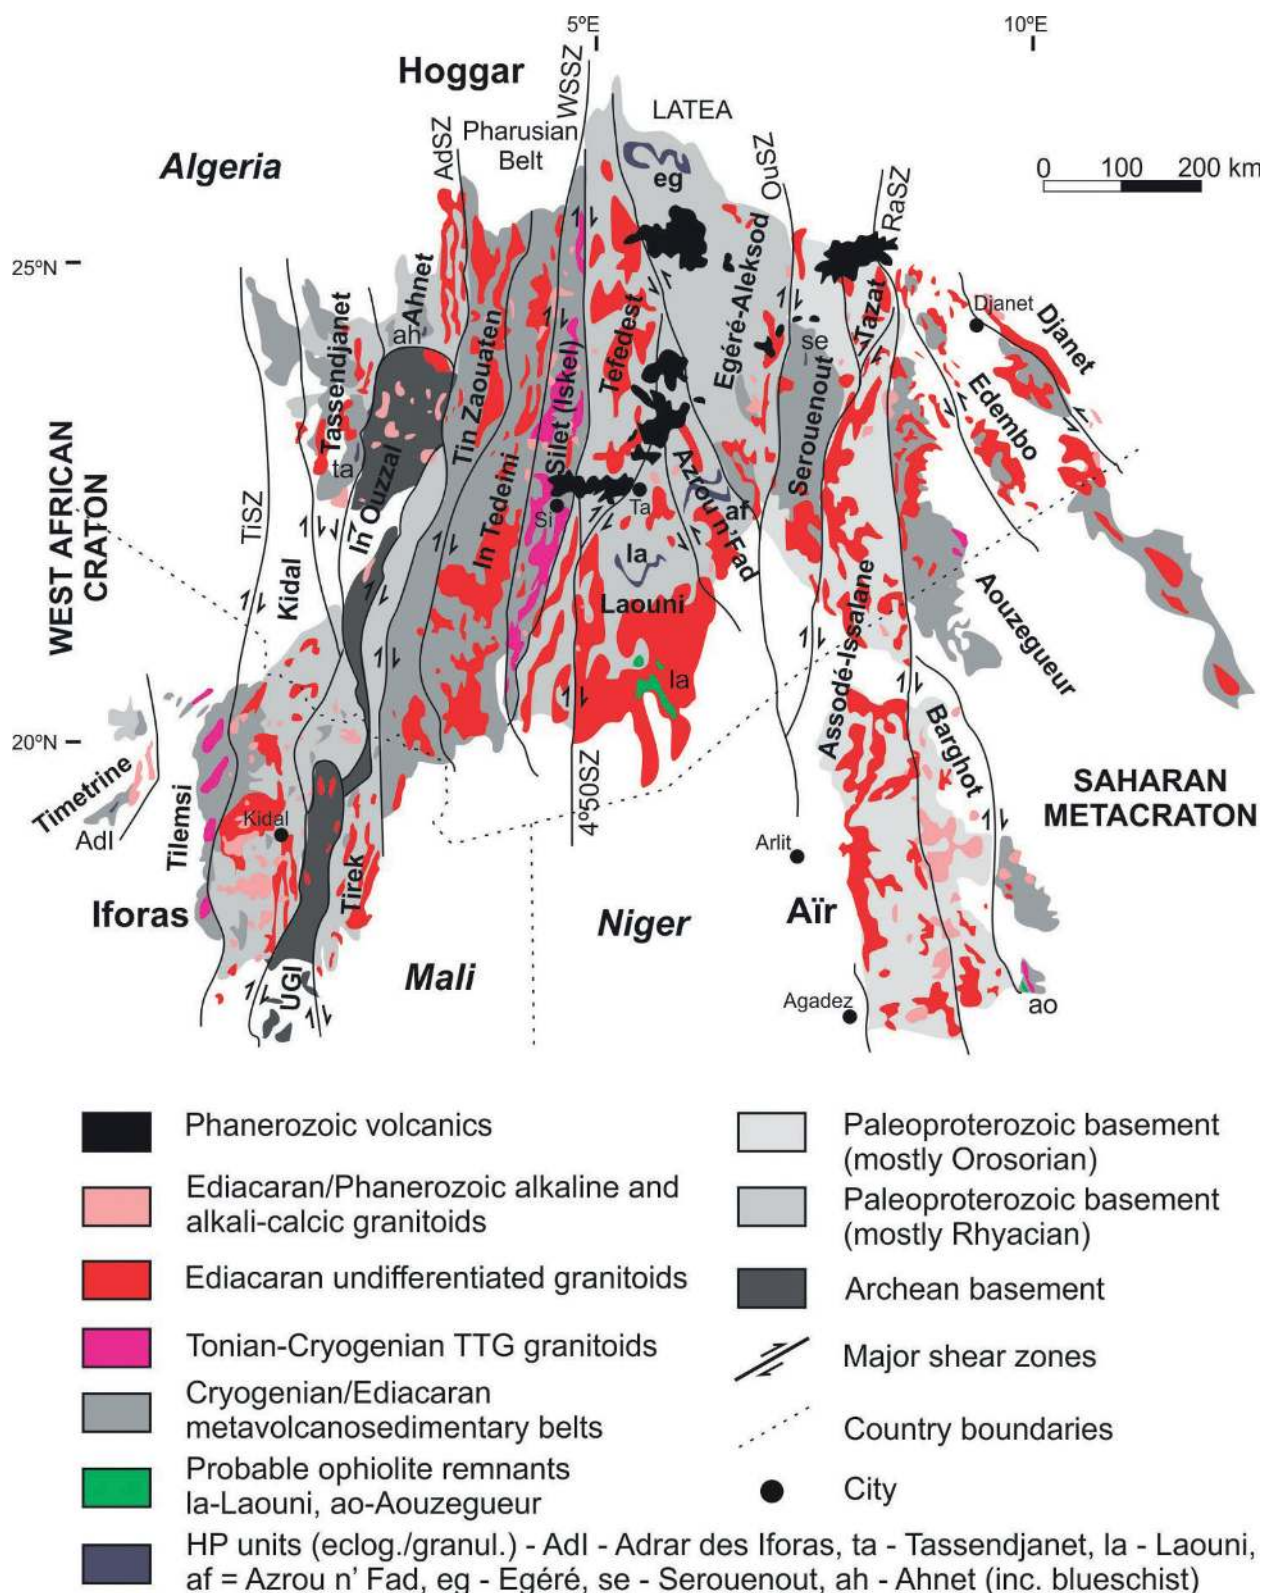 5ºE
10ºE
Hoggar
WSSZ
LATEA
AdSZ
Pharusian
Belt
OuSZ
RaSZ
Algeria
0 100 200 km
eg
25ºN
Ahnet
ah
Tassendjanet
Egéré-Aleksod
Tazat
Djanet
Djanet
se
Tin Zaouaten
Silet (Iskel)
Tefedest
Serouenout
Edembo
ta
In Ouzzal
In Tedeini
Azrou n'Fad
af
Si
Ta
la
TiSZ
Kidal
WEST AFRICAN
CRATON
Laouni
la
Assodé-Issalane
Aouzegueur
20ºN
Barghot
4º50SZ
Timetrine
AdI
Tilemsi
Kidal
SAHARAN
METACRATON
Arlit
Tirek
Iforas
Niger
Aïr
UGI
Mali
Agadez
ao
Phanerozoic volcanics
Ediacaran/Phanerozoic alkaline and
alkali-calcic granitoids
Ediacaran undifferentiated granitoids
Tonian-Cryogenian TTG granitoids
Cryogenian/Ediacaran
metavolcanosedimentary belts
Probable ophiolite remnants
la-Laouni, ao-Aouzegueur
Paleoproterozoic basement
(mostly Orosorian)
Paleoproterozoic basement
(mostly Rhyacian)
Archean basement
Major shear zones
Country boundaries
City
HP units (eclog./granul.) - AdI - Adrar des Iforas, ta - Tassendjanet, la - Laouni,
af = Azrou n' Fad, eg - Egéré, se - Serouenout, ah - Ahnet (inc. blueschist)